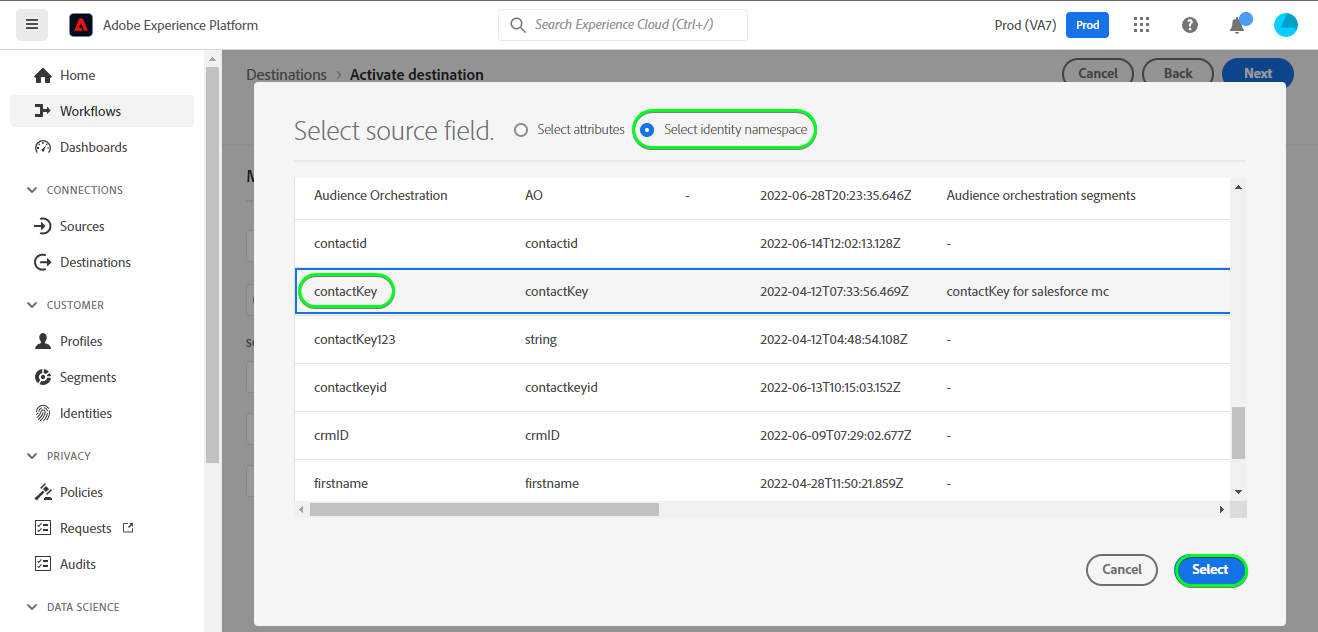 Adobe Experience Platform
Search Experience Cloud (Ctrl+/)
Prod (VA7)
Prod
Home
Workflows
Dashboards
CONNECTIONS
Sources
Destinations
CUSTOMER
Profiles
Segments
Identities
PRIVACY
Policies
Requests
Audits
DATA SCIENCE
Destinations > Activate destination
Cancel
Back
Next
Select source field.
Select attributes
Select identity namespace
Audience Orchestration AO - 2022-06-28T20:23:35.646Z Audience orchestration segments
contactid contactid 2022-06-14T12:02:13.128Z -
contactKey contactKey 2022-04-12T07:33:56.469Z contactKey for salesforce mc
contactKey123 string 2022-04-12T04:48:54.108Z -
contactkeyid contactkeyid 2022-06-13T10:15:03.152Z -
crmID crmID 2022-06-09T07:29:02.677Z -
firstname firstname 2022-04-28T11:50:21.859Z -
Cancel
Select